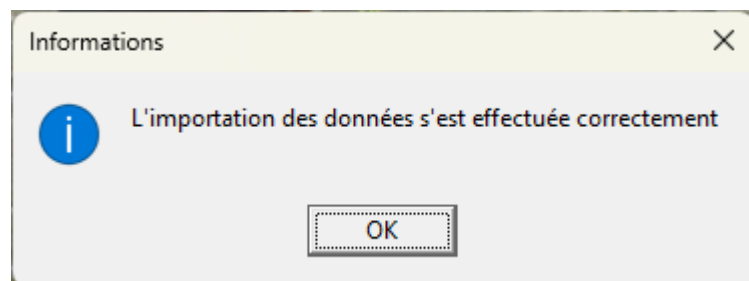 Informations
L'importation des données s'est effectuée correctement
OK